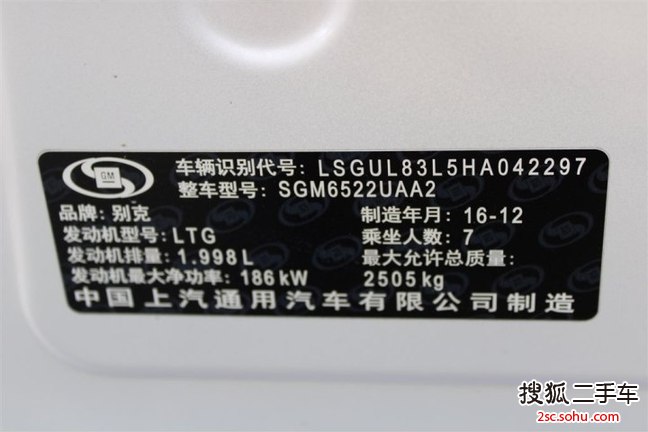 GM
车辆识别代号: LSGUL83L5HA042297
整车型号: SGM6522UAA2
品牌: 别克
制造年月: 16-12
发动机型号: LTG
乘坐人数: 7
发动机排量: 1.998L
最大允许总质量:
发动机最大净功率: 186kW
2505kg
中国上汽通用汽车有限公司制造
搜狐 二手车
2sc.sohu.com